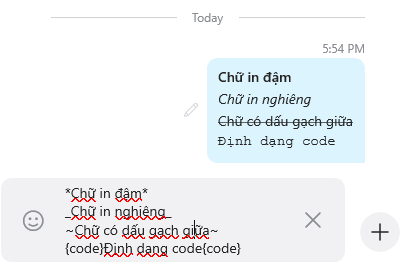 Today
5:54 PM
Chữ in đậm
Chữ in nghiêng
Chữ có dấu gạch giữa
Định dạng code
*Chữ in đậm*
_Chữ in nghiêng_
~Chữ có dấu gạch giữa~
{code}Định dạng code{code}